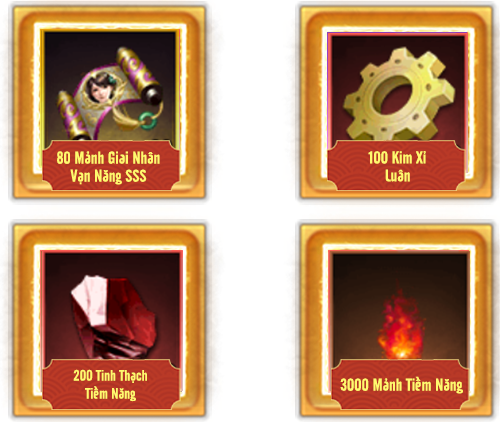 80 Mảnh Giai Nhân
Vạn Năng SSS
100 Kim Xỉ
Luân
200 Tinh Thạch
Tiềm Năng
3000 Mảnh Tiềm Năng